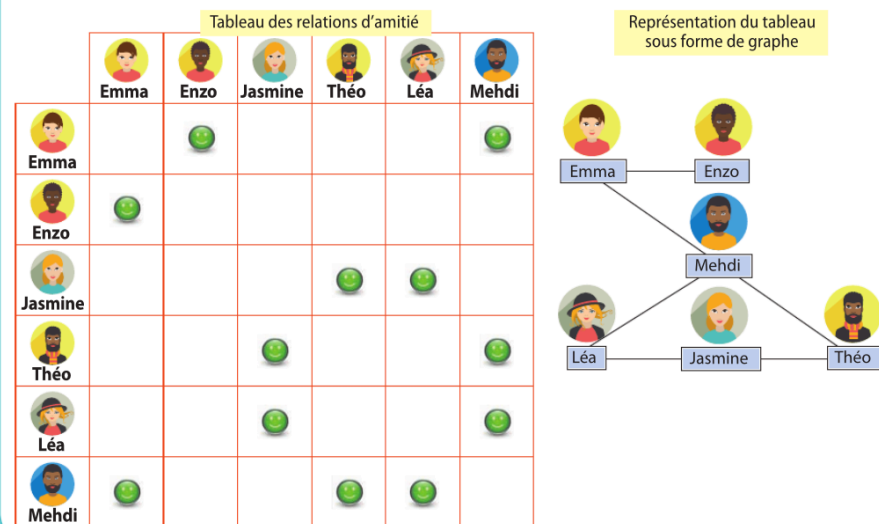 Tableau des relations d’amitié
Emma Enzo Jasmine Théo Léa Mehdi
Emma
Enzo
Jasmine
Théo
Léa
Mehdi
Représentation du tableau
sous forme de graphe
Emma Enzo
Mehdi
Léa Jasmine Théo